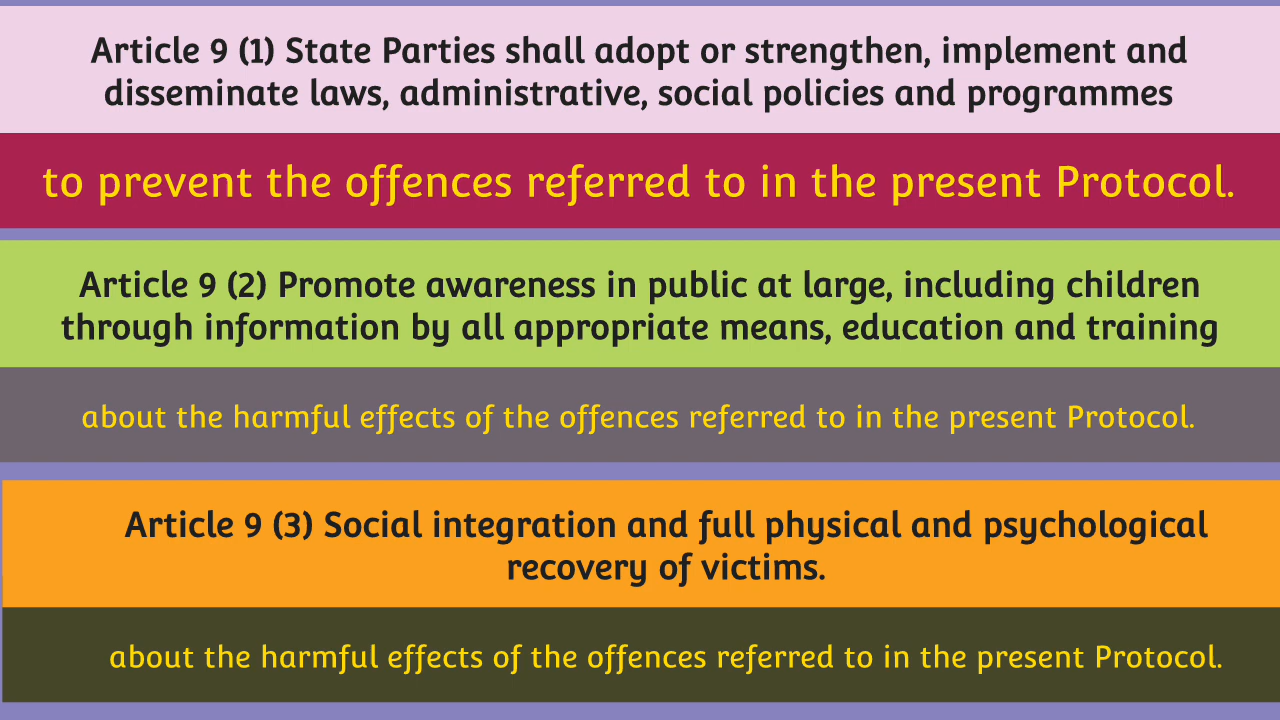 Article 9 (1) State Parties shall adopt or strengthen, implement and
disseminate laws, administrative, social policies and programmes
to prevent the offences referred to in the present Protocol.
Article 9 (2) Promote awareness in public at large, including children
through information by all appropriate means, education and training
about the harmful effects of the offences referred to in the present Protocol.
Article 9 (3) Social integration and full physical and psychological
recovery of victims.
about the harmful effects of the offences referred to in the present Protocol.